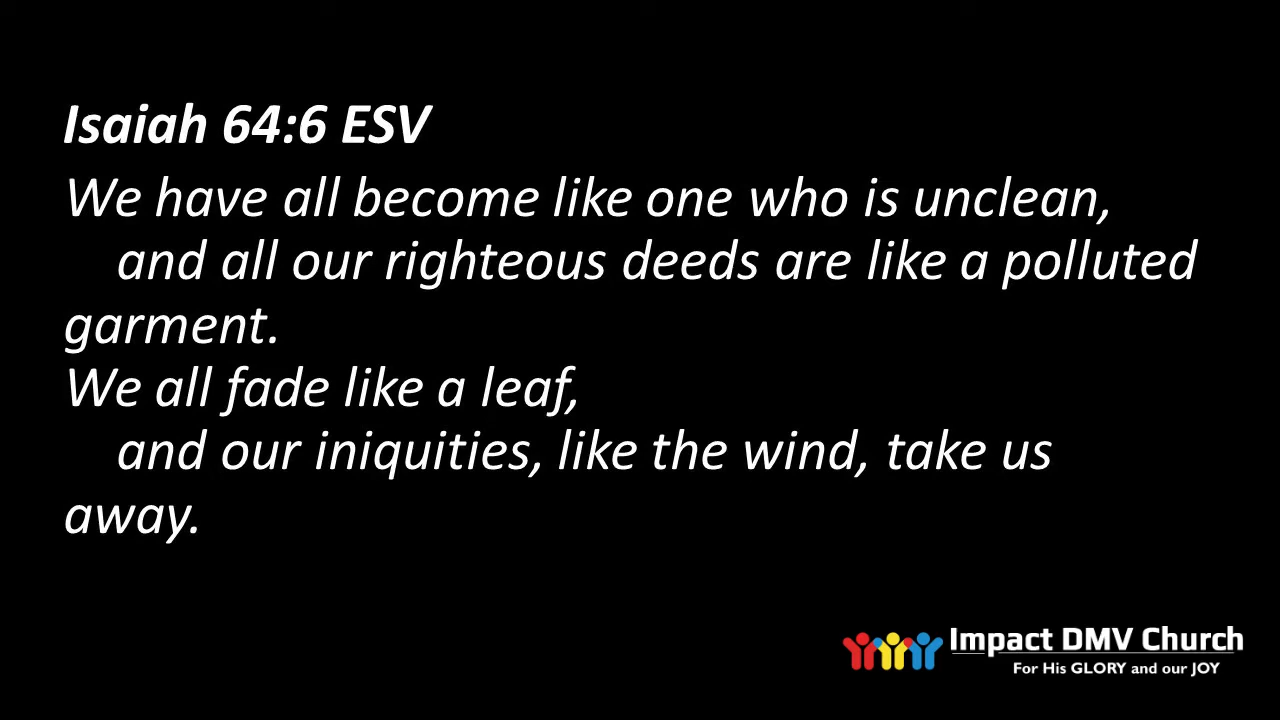 Isaiah 64:6 ESV
We have all become like one who is unclean,
and all our righteous deeds are like a polluted
garment.
We all fade like a leaf,
and our iniquities, like the wind, take us
away.
Impact DMV Church
For His GLORY and our JOY